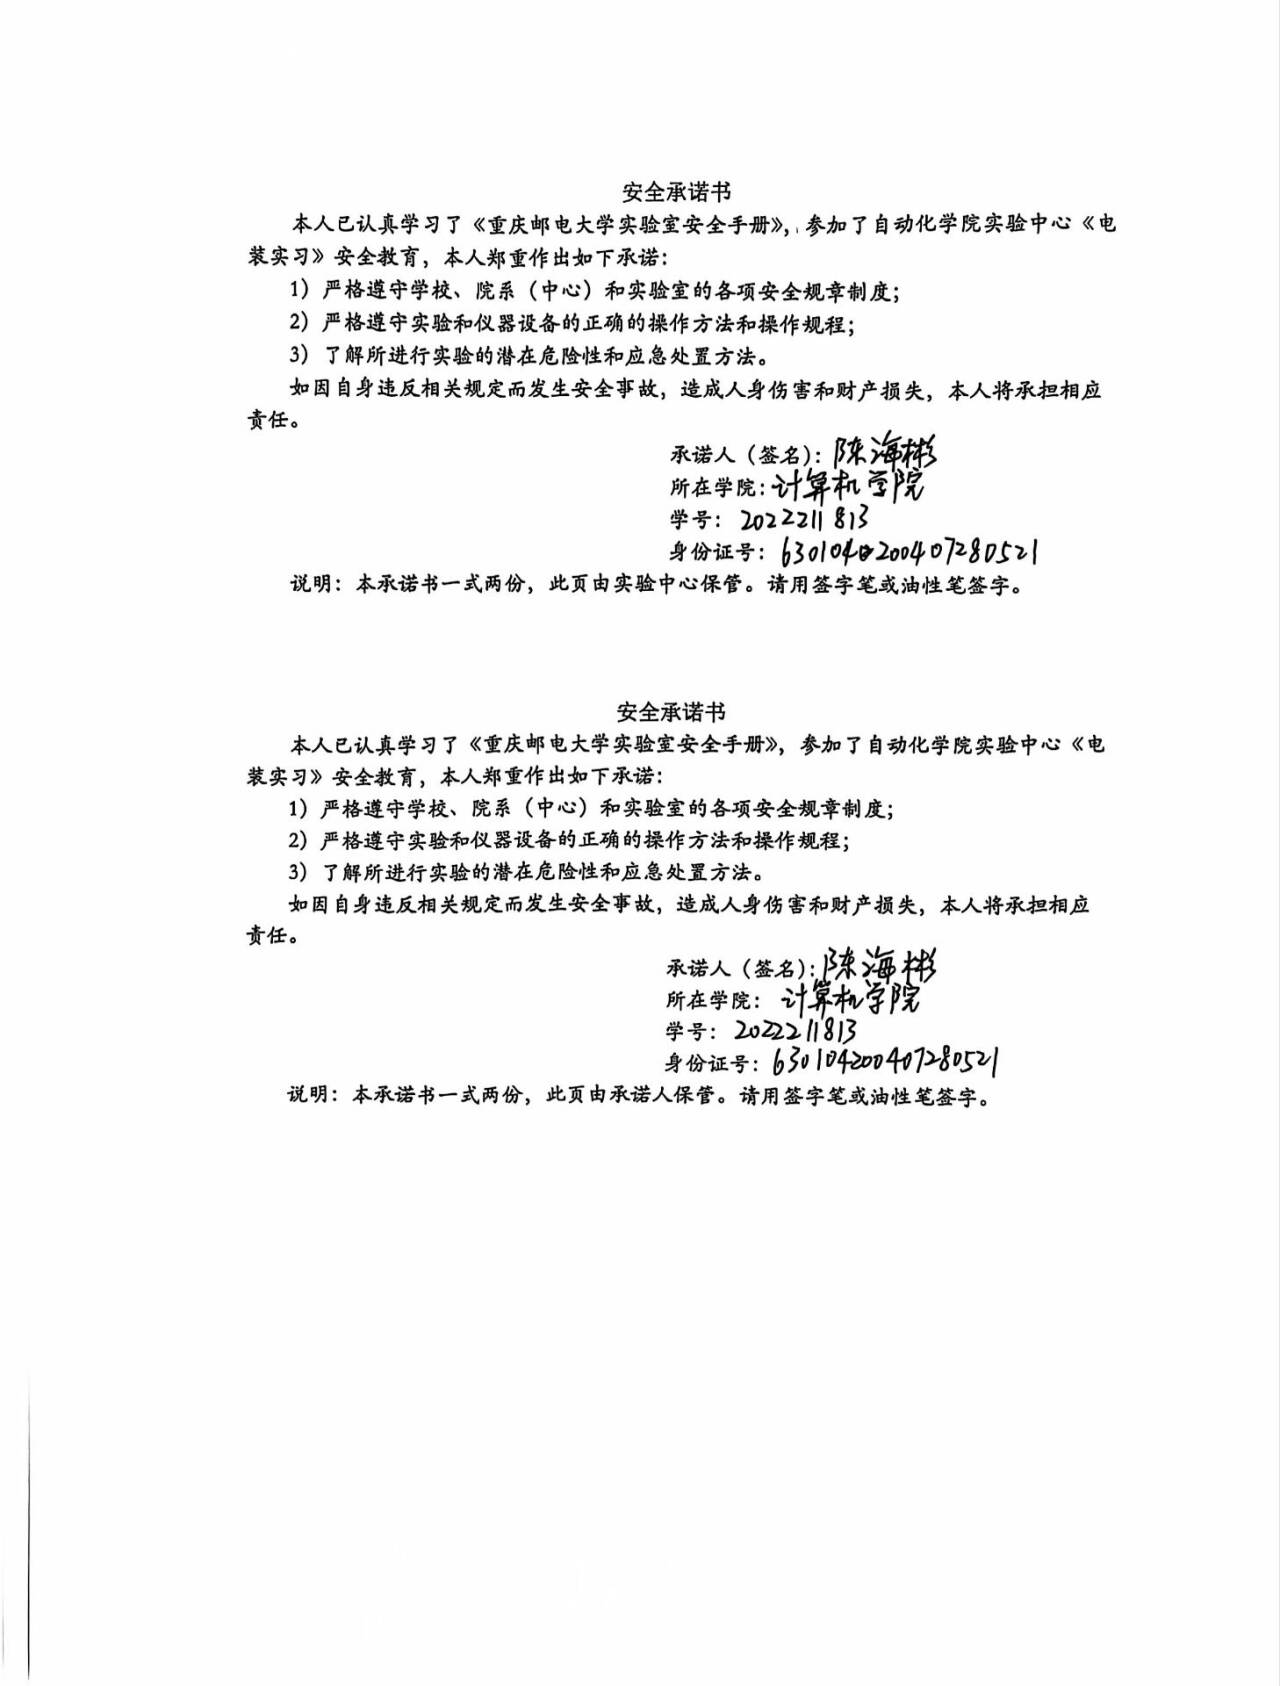 安全承诺书
本人已认真学习了《重庆邮电大学实验室安全手册》，参加了自动化学院实验中心《电
装实习》安全教育，本人郑重作出如下承诺：
1）严格遵守学校、院系（中心）和实验室的各项安全规章制度；
2）严格遵守实验和仪器设备的正确的操作方法和操作规程；
3）了解所进行实验的潜在危险性和应急处置方法。
如因自身违反相关规定而发生安全事故，造成人身伤害和财产损失，本人将承担相应
责任。
承诺人（签名）：陈海彬
所在学院：计算机学院
学号：2022211813
身份证号：630104200407280521
说明：本承诺书一式两份，此页由实验中心保管。请用签字笔或油性笔签字。
安全承诺书
本人已认真学习了《重庆邮电大学实验室安全手册》，参加了自动化学院实验中心《电
装实习》安全教育，本人郑重作出如下承诺：
1）严格遵守学校、院系（中心）和实验室的各项安全规章制度；
2）严格遵守实验和仪器设备的正确的操作方法和操作规程；
3）了解所进行实验的潜在危险性和应急处置方法。
如因自身违反相关规定而发生安全事故，造成人身伤害和财产损失，本人将承担相应
责任。
承诺人（签名）：陈海彬
所在学院：计算机学院
学号：2022211813
身份证号：630104200407280521
说明：本承诺书一式两份，此页由承诺人保管。请用签字笔或油性笔签字。